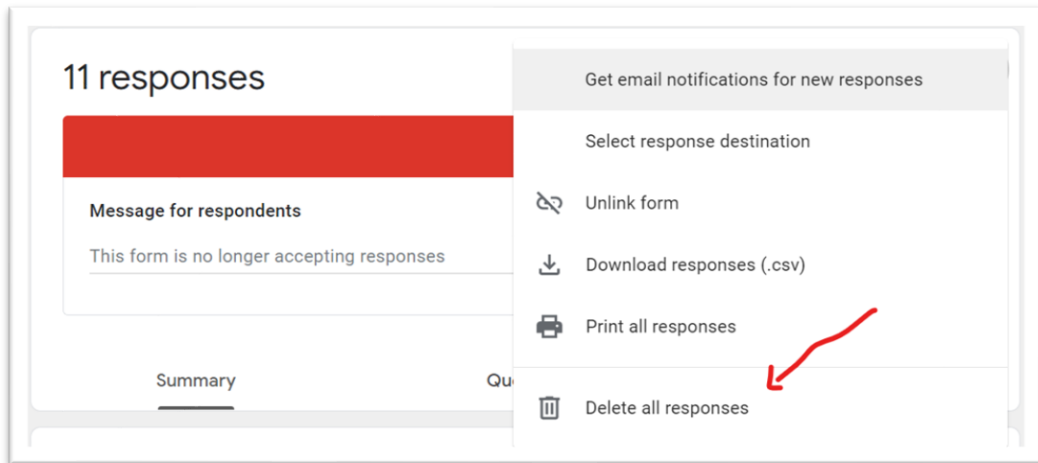 11 responses
Message for respondents
This form is no longer accepting responses
Summary
Qu
Get email notifications for new responses
Select response destination
Unlink form
Download responses (.csv)
Print all responses
Delete all responses